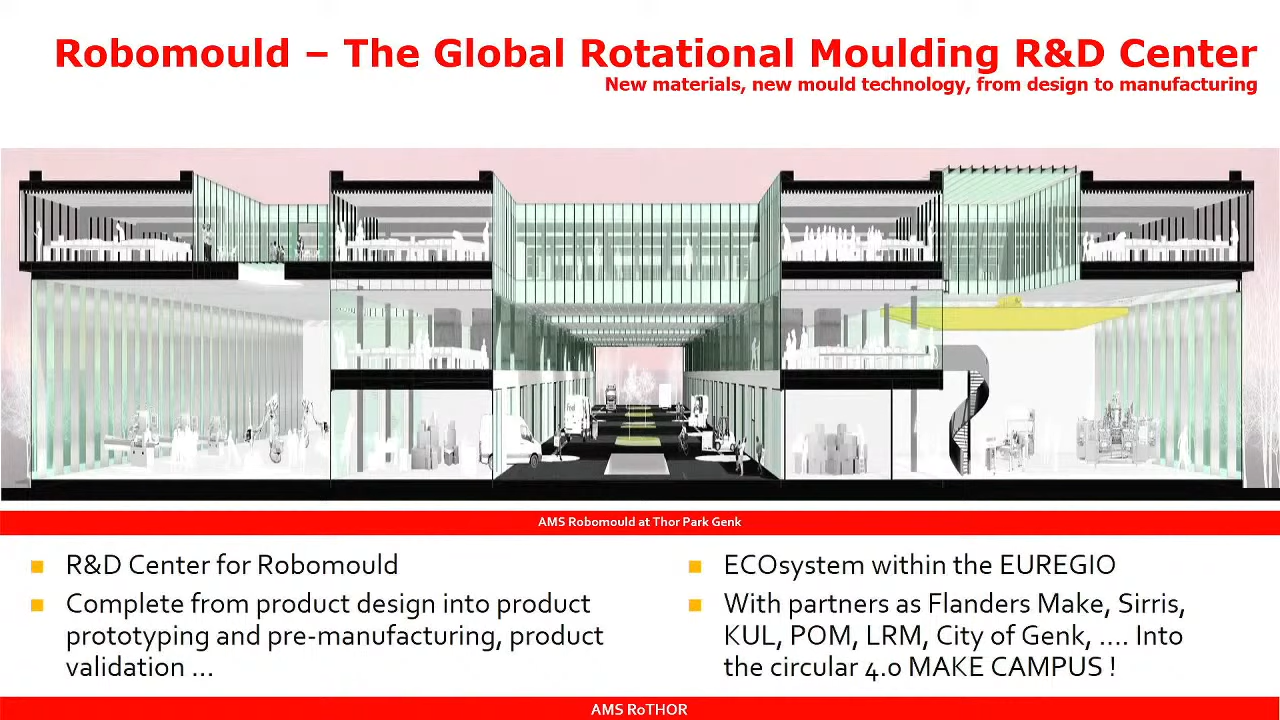 Robomould – The Global Rotational Moulding R&D Center
New materials, new mould technology, from design to manufacturing
AMS Robomould at Thor Park Genk
R&D Center for Robomould
Complete from product design into product
prototyping and pre-manufacturing, product
validation ...
ECOsystem within the EUREGIO
With partners as Flanders Make, Sirris,
KUL, POM, LRM, City of Genk, .... Into
the circular 4.0 MAKE CAMPUS !
AMS RoTHOR